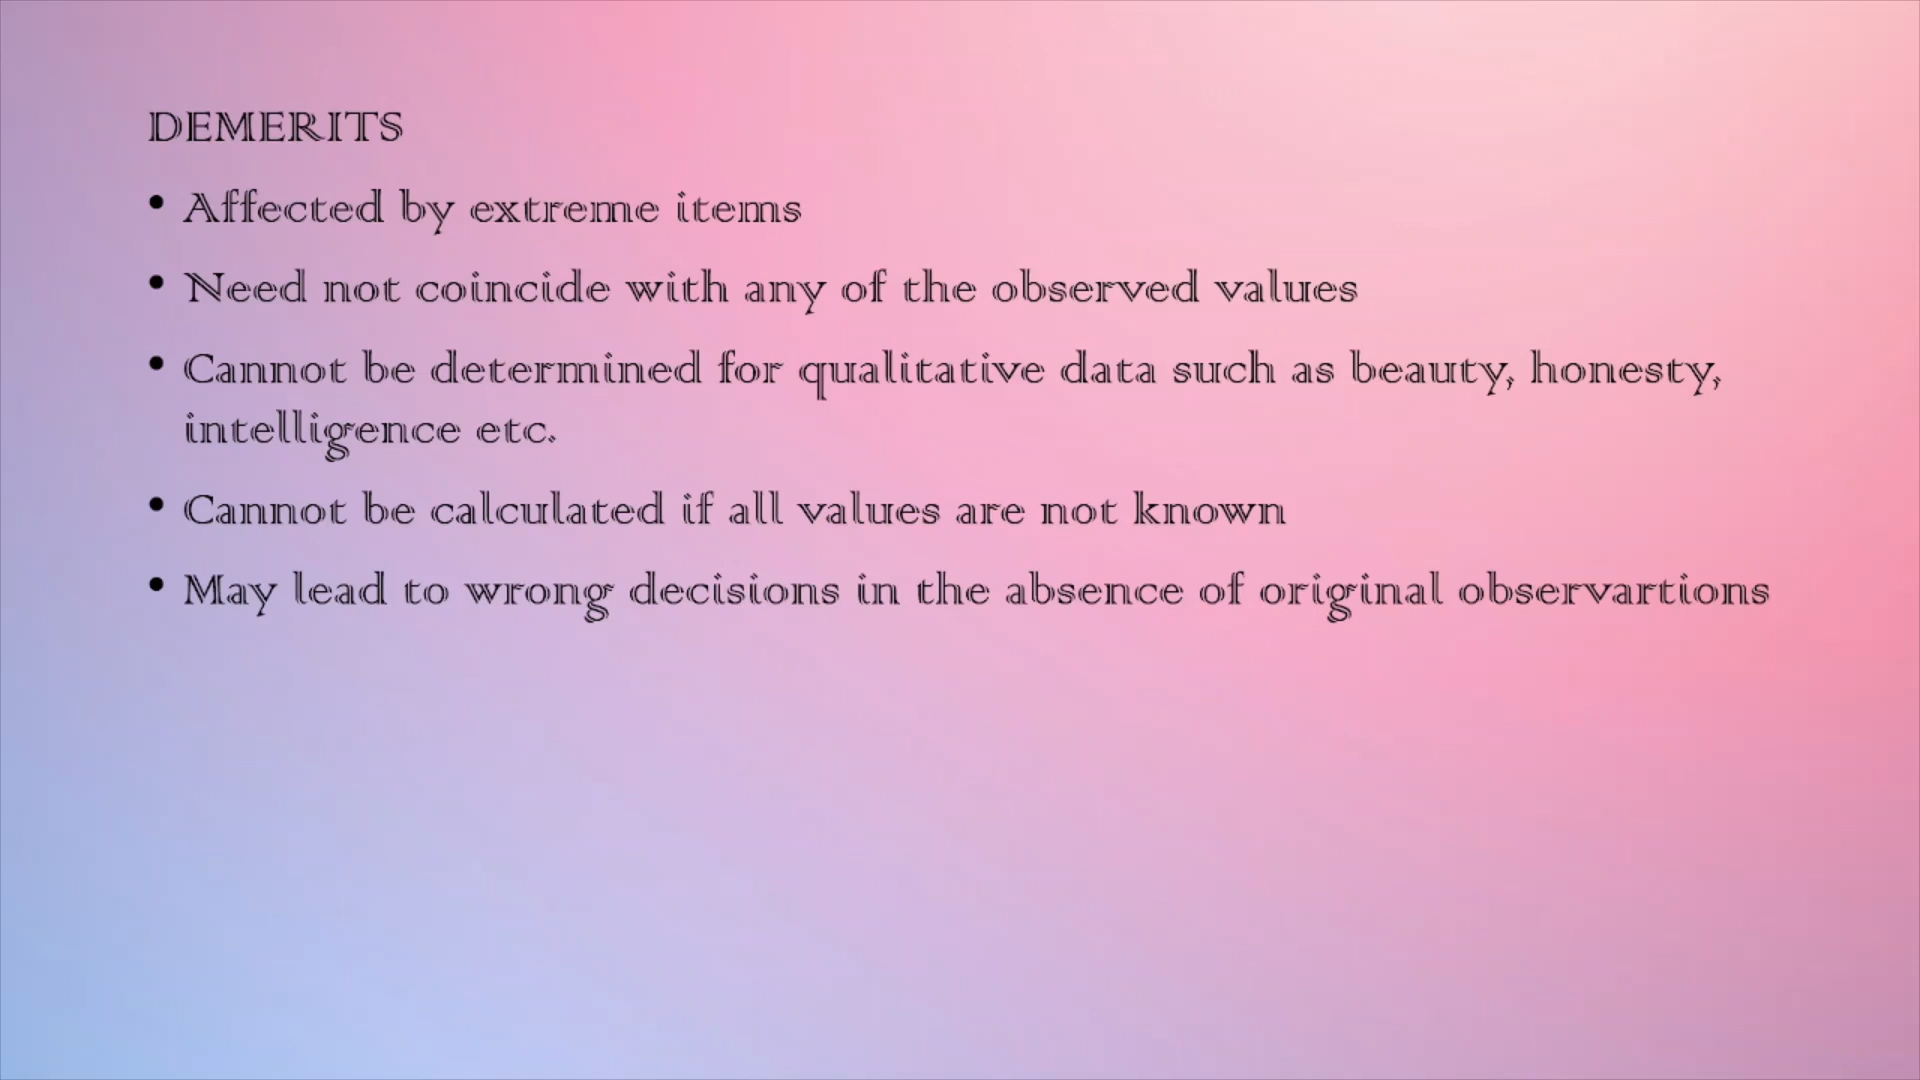 DEMERITS
• Affected by extreme items
• Need not coincide with any of the observed values
• Cannot be determined for qualitative data such as beauty, honesty,
intelligence etc.
• Cannot be calculated if all values are not known
• May lead to wrong decisions in the absence of original observartions